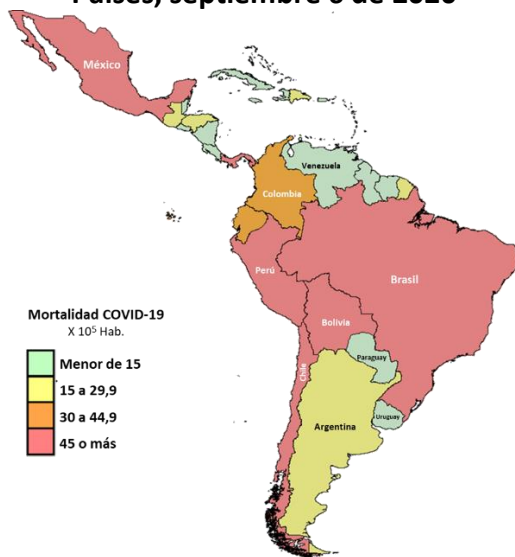 Países, septiembre 6 de 2020
México
Venezuela
Colombia
Perú
Brasil
Bolivia
Paraguay
Chile
Uruguay
Argentina
Mortalidad COVID-19
X 10⁵ Hab.
Menor de 15
15 a 29,9
30 a 44,9
45 o más